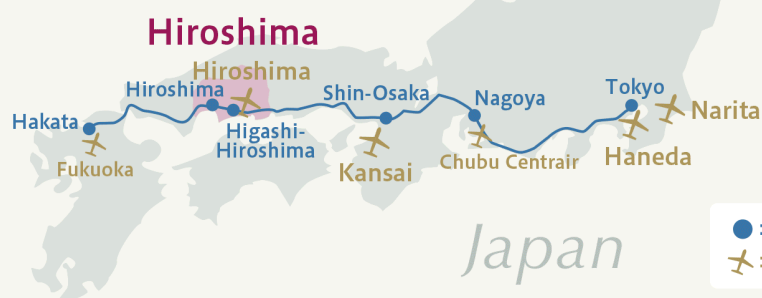 Hiroshima
Hiroshima
Hiroshima
Hakata
Fukuoka
Higashi-
Hiroshima
Shin-Osaka
Kansai
Nagoya
Chubu Centrair
Tokyo
Narita
Haneda
Japan